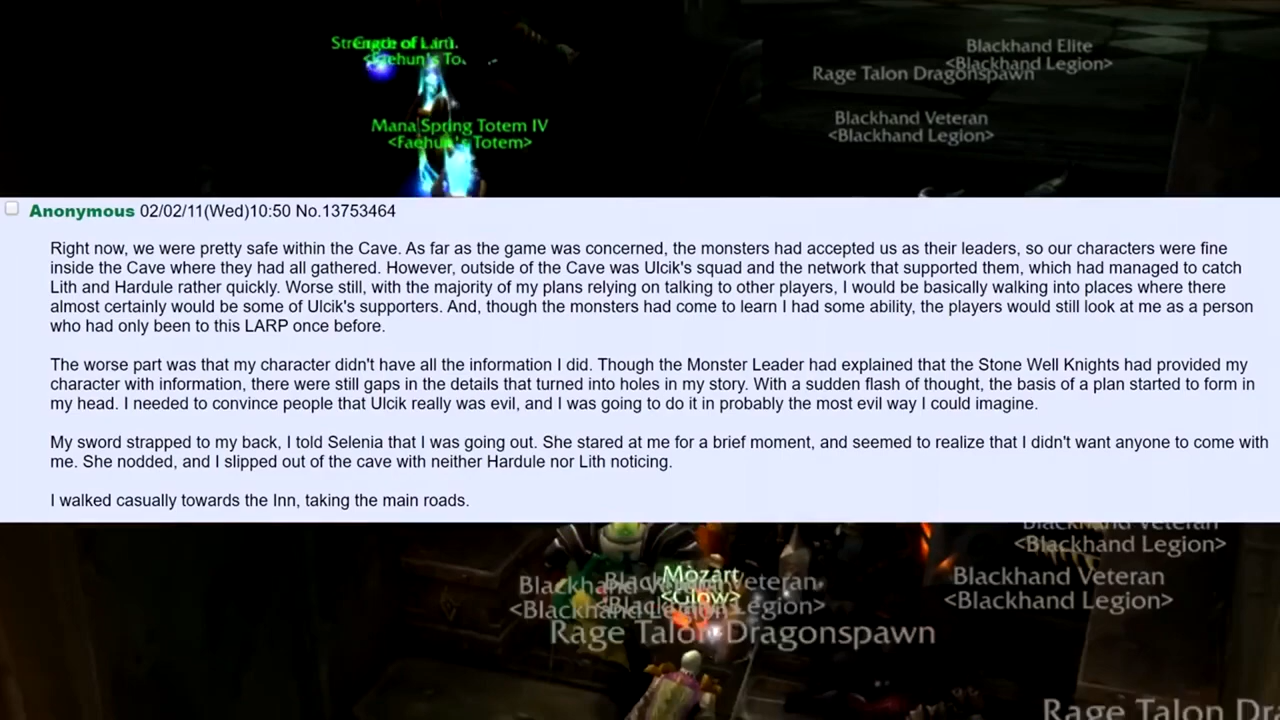 Strength of Earth
<Faehun's To
Blackhand Elite
<Blackhand Legion>
Rage Talon Dragonspawn
Mana Spring Totem IV
<Faehun's Totem>
Blackhand Veteran
<Blackhand Legion>
Anonymous 02/02/11(Wed)10:50 No.13753464
Right now, we were pretty safe within the Cave. As far as the game was concerned, the monsters had accepted us as their leaders, so our characters were fine
inside the Cave where they had all gathered. However, outside of the Cave was Ulcik's squad and the network that supported them, which had managed to catch
Lith and Hardule rather quickly. Worse still, with the majority of my plans relying on talking to other players, I would be basically walking into places where there
almost certainly would be some of Ulcik's supporters. And, though the monsters had come to learn I had some ability, the players would still look at me as a person
who had only been to this LARP once before.
The worse part was that my character didn't have all the information I did. Though the Monster Leader had explained that the Stone Well Knights had provided my
character with information, there were still gaps in the details that turned into holes in my story. With a sudden flash of thought, the basis of a plan started to form in
my head. I needed to convince people that Ulcik really was evil, and I was going to do it in probably the most evil way I could imagine.
My sword strapped to my back, I told Selenia that I was going out. She stared at me for a brief moment, and seemed to realize that I didn't want anyone to come with
me. She nodded, and I slipped out of the cave with neither Hardule nor Lith noticing.
I walked casually towards the Inn, taking the main roads.
Blackhand Veteran
<Blackhand Legion>
Mozart
<Glow>
Blackhand Veteran
<Blackhand Legion>
Blackhand Veteran
<Blackhand Legion>
Rage Talon Dragonspawn
Rage Talon Dr